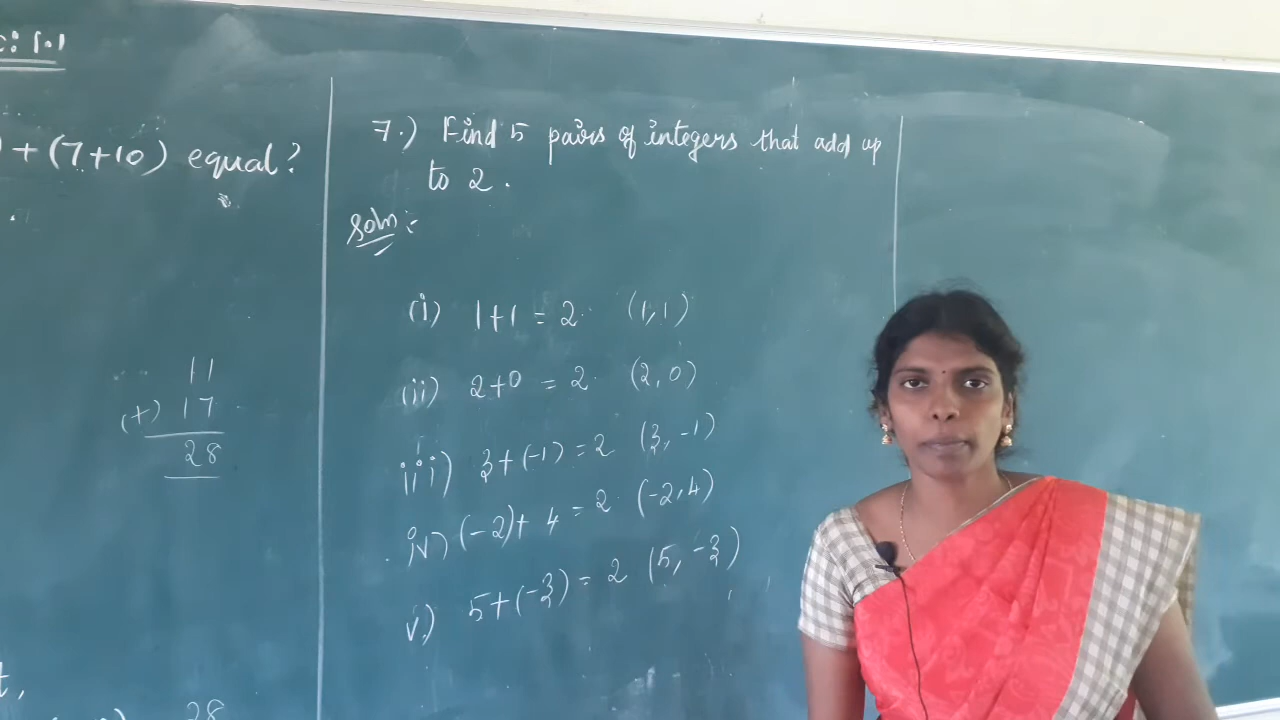 : 1.1
) + (7+10) equal?
11
(+) 17
28
t,
28
7.) Find 5 pairs of integers that add up
to 2.
Soln:
(i) 1+1 = 2. (1,1)
(ii) 2+0 = 2. (2,0)
iii) 3+(-1) = 2 (3,-1)
iv) (-2)+ 4 = 2. (-2,4)
v.) 5+(-3) = 2 (5,-3)